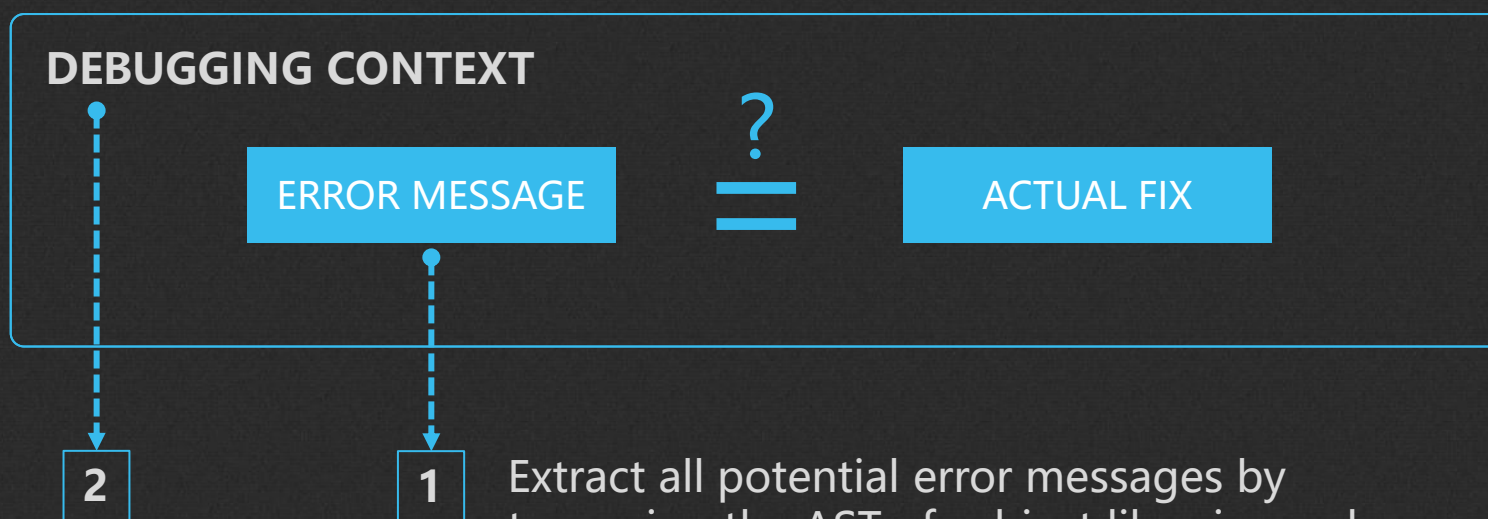 DEBUGGING CONTEXT
?
ERROR MESSAGE = ACTUAL FIX
2 1 Extract all potential error messages by